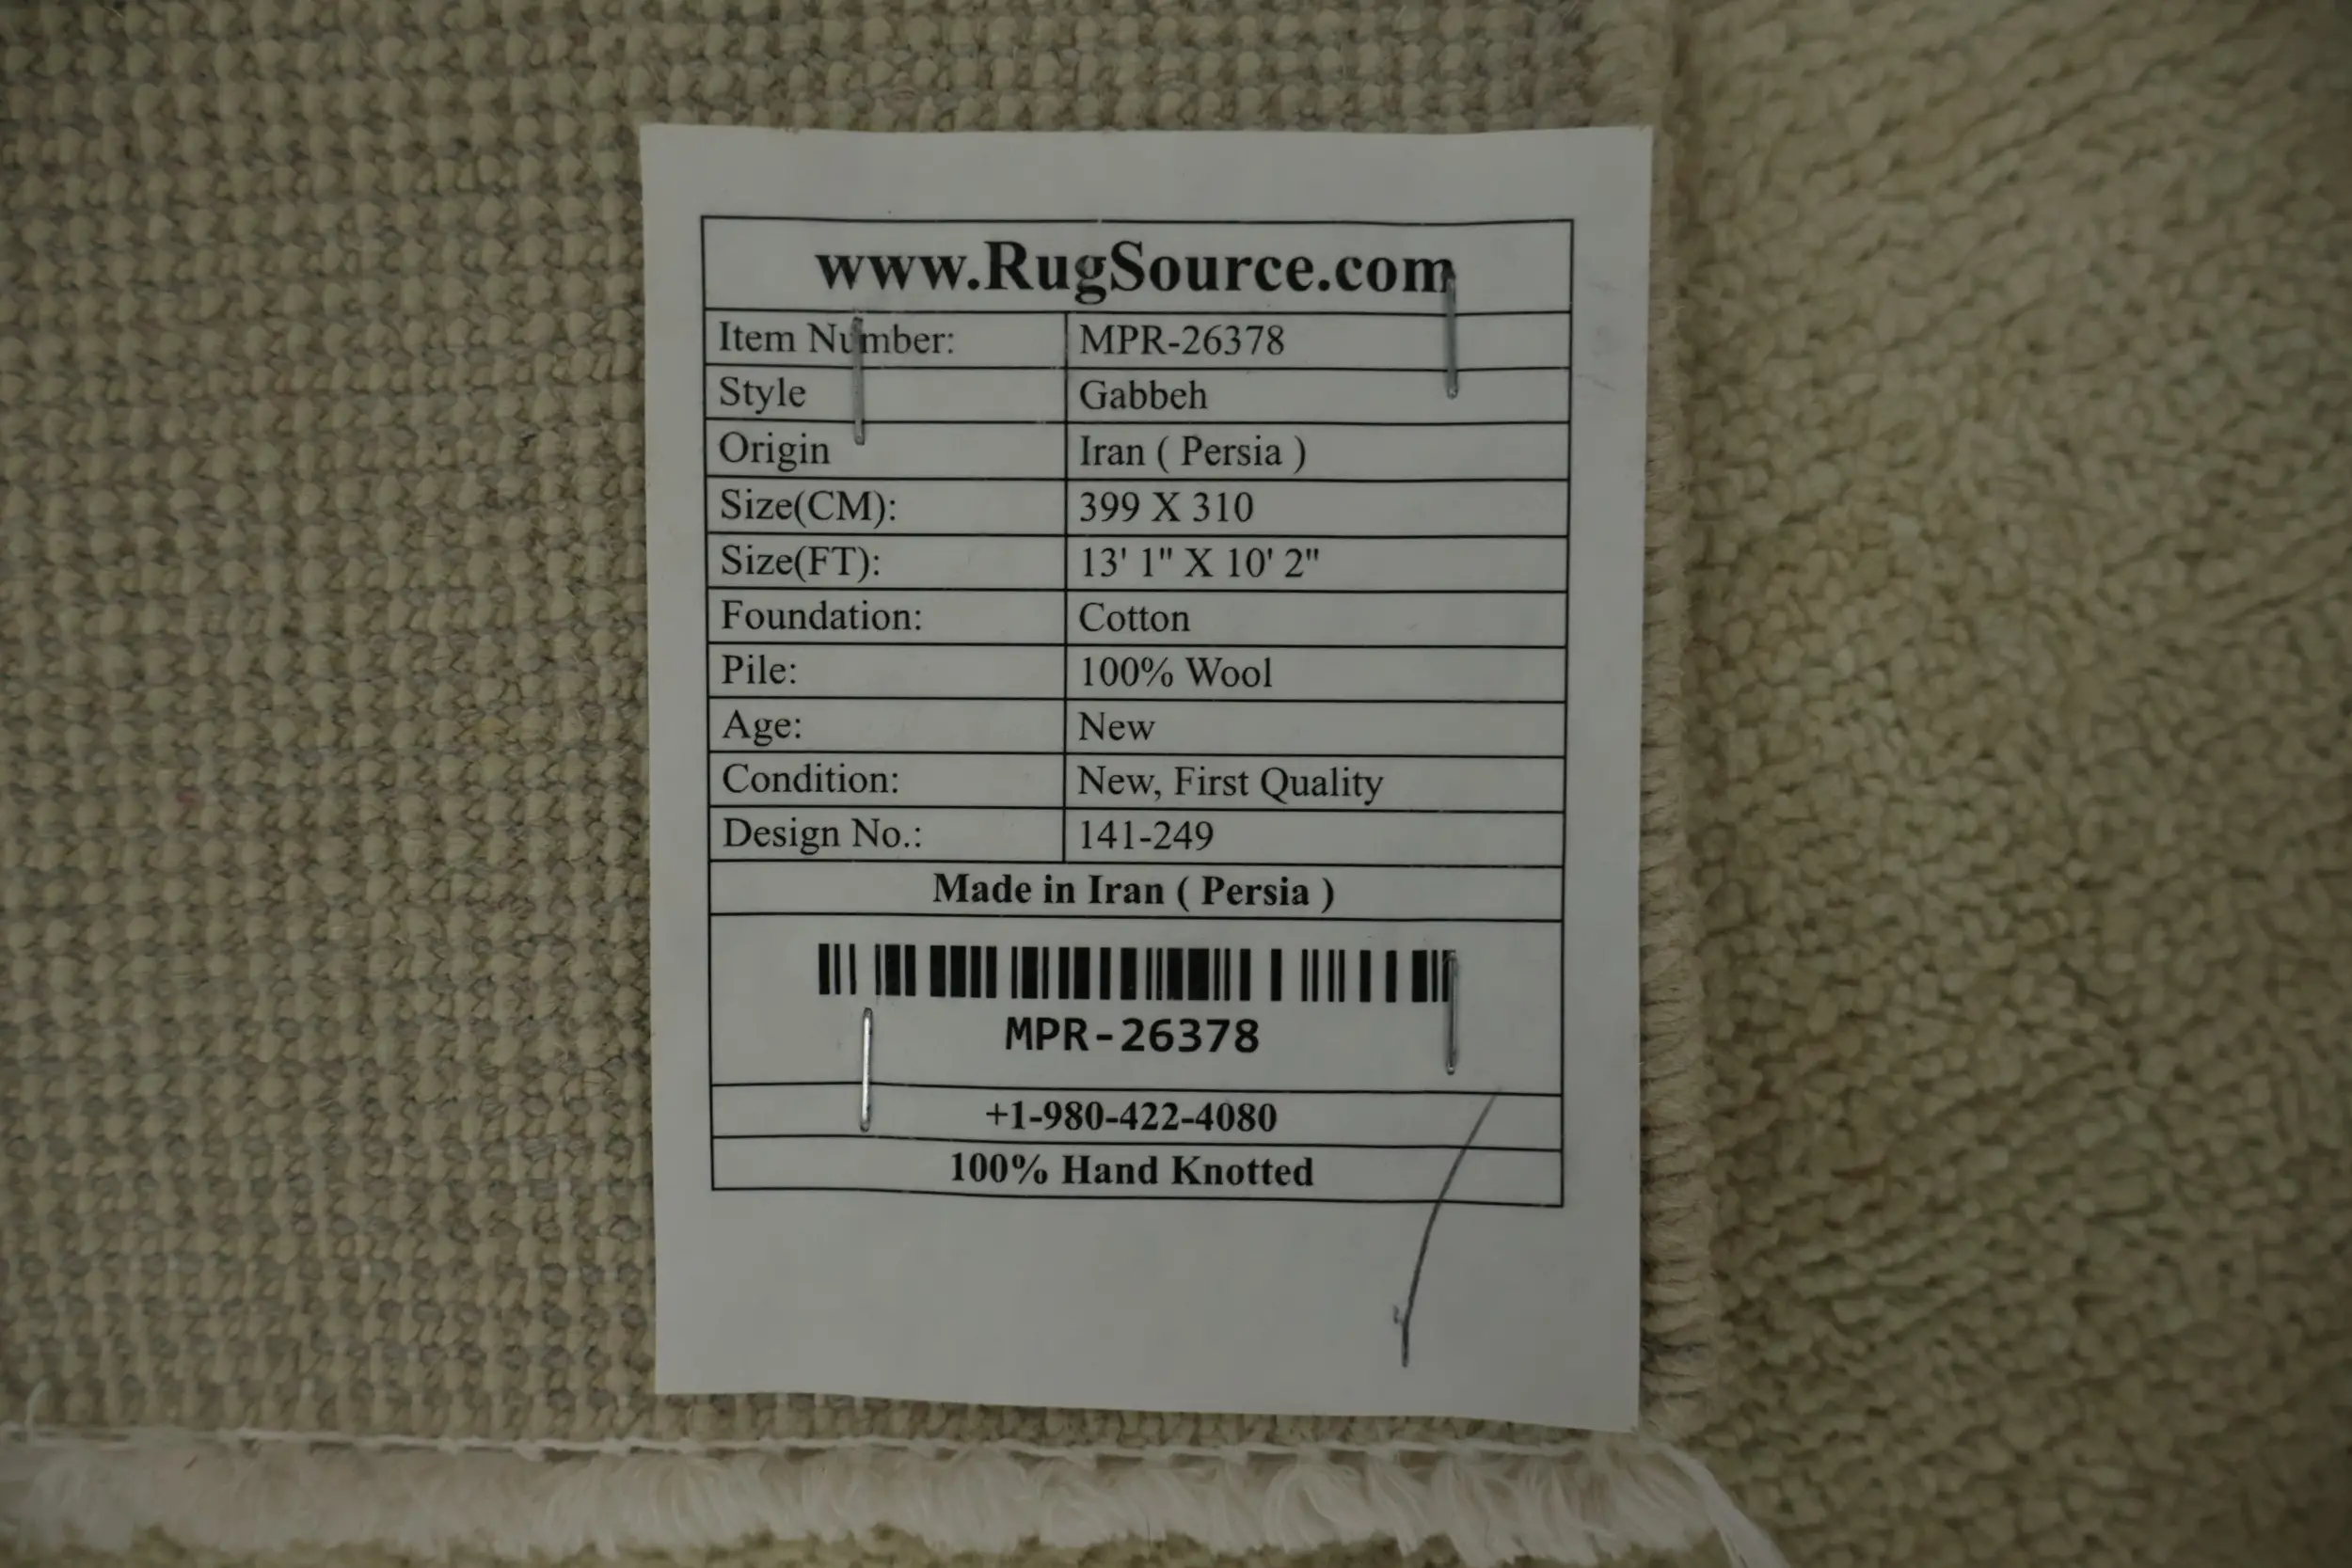 www.RugSource.com
Item Number: MPR-26378
Style Gabbeh
Origin Iran ( Persia )
Size(CM): 399 X 310
Size(FT): 13' 1" X 10' 2"
Foundation: Cotton
Pile: 100% Wool
Age: New
Condition: New, First Quality
Design No.: 141-249
Made in Iran ( Persia )
MPR-26378
+1-980-422-4080
100% Hand Knotted